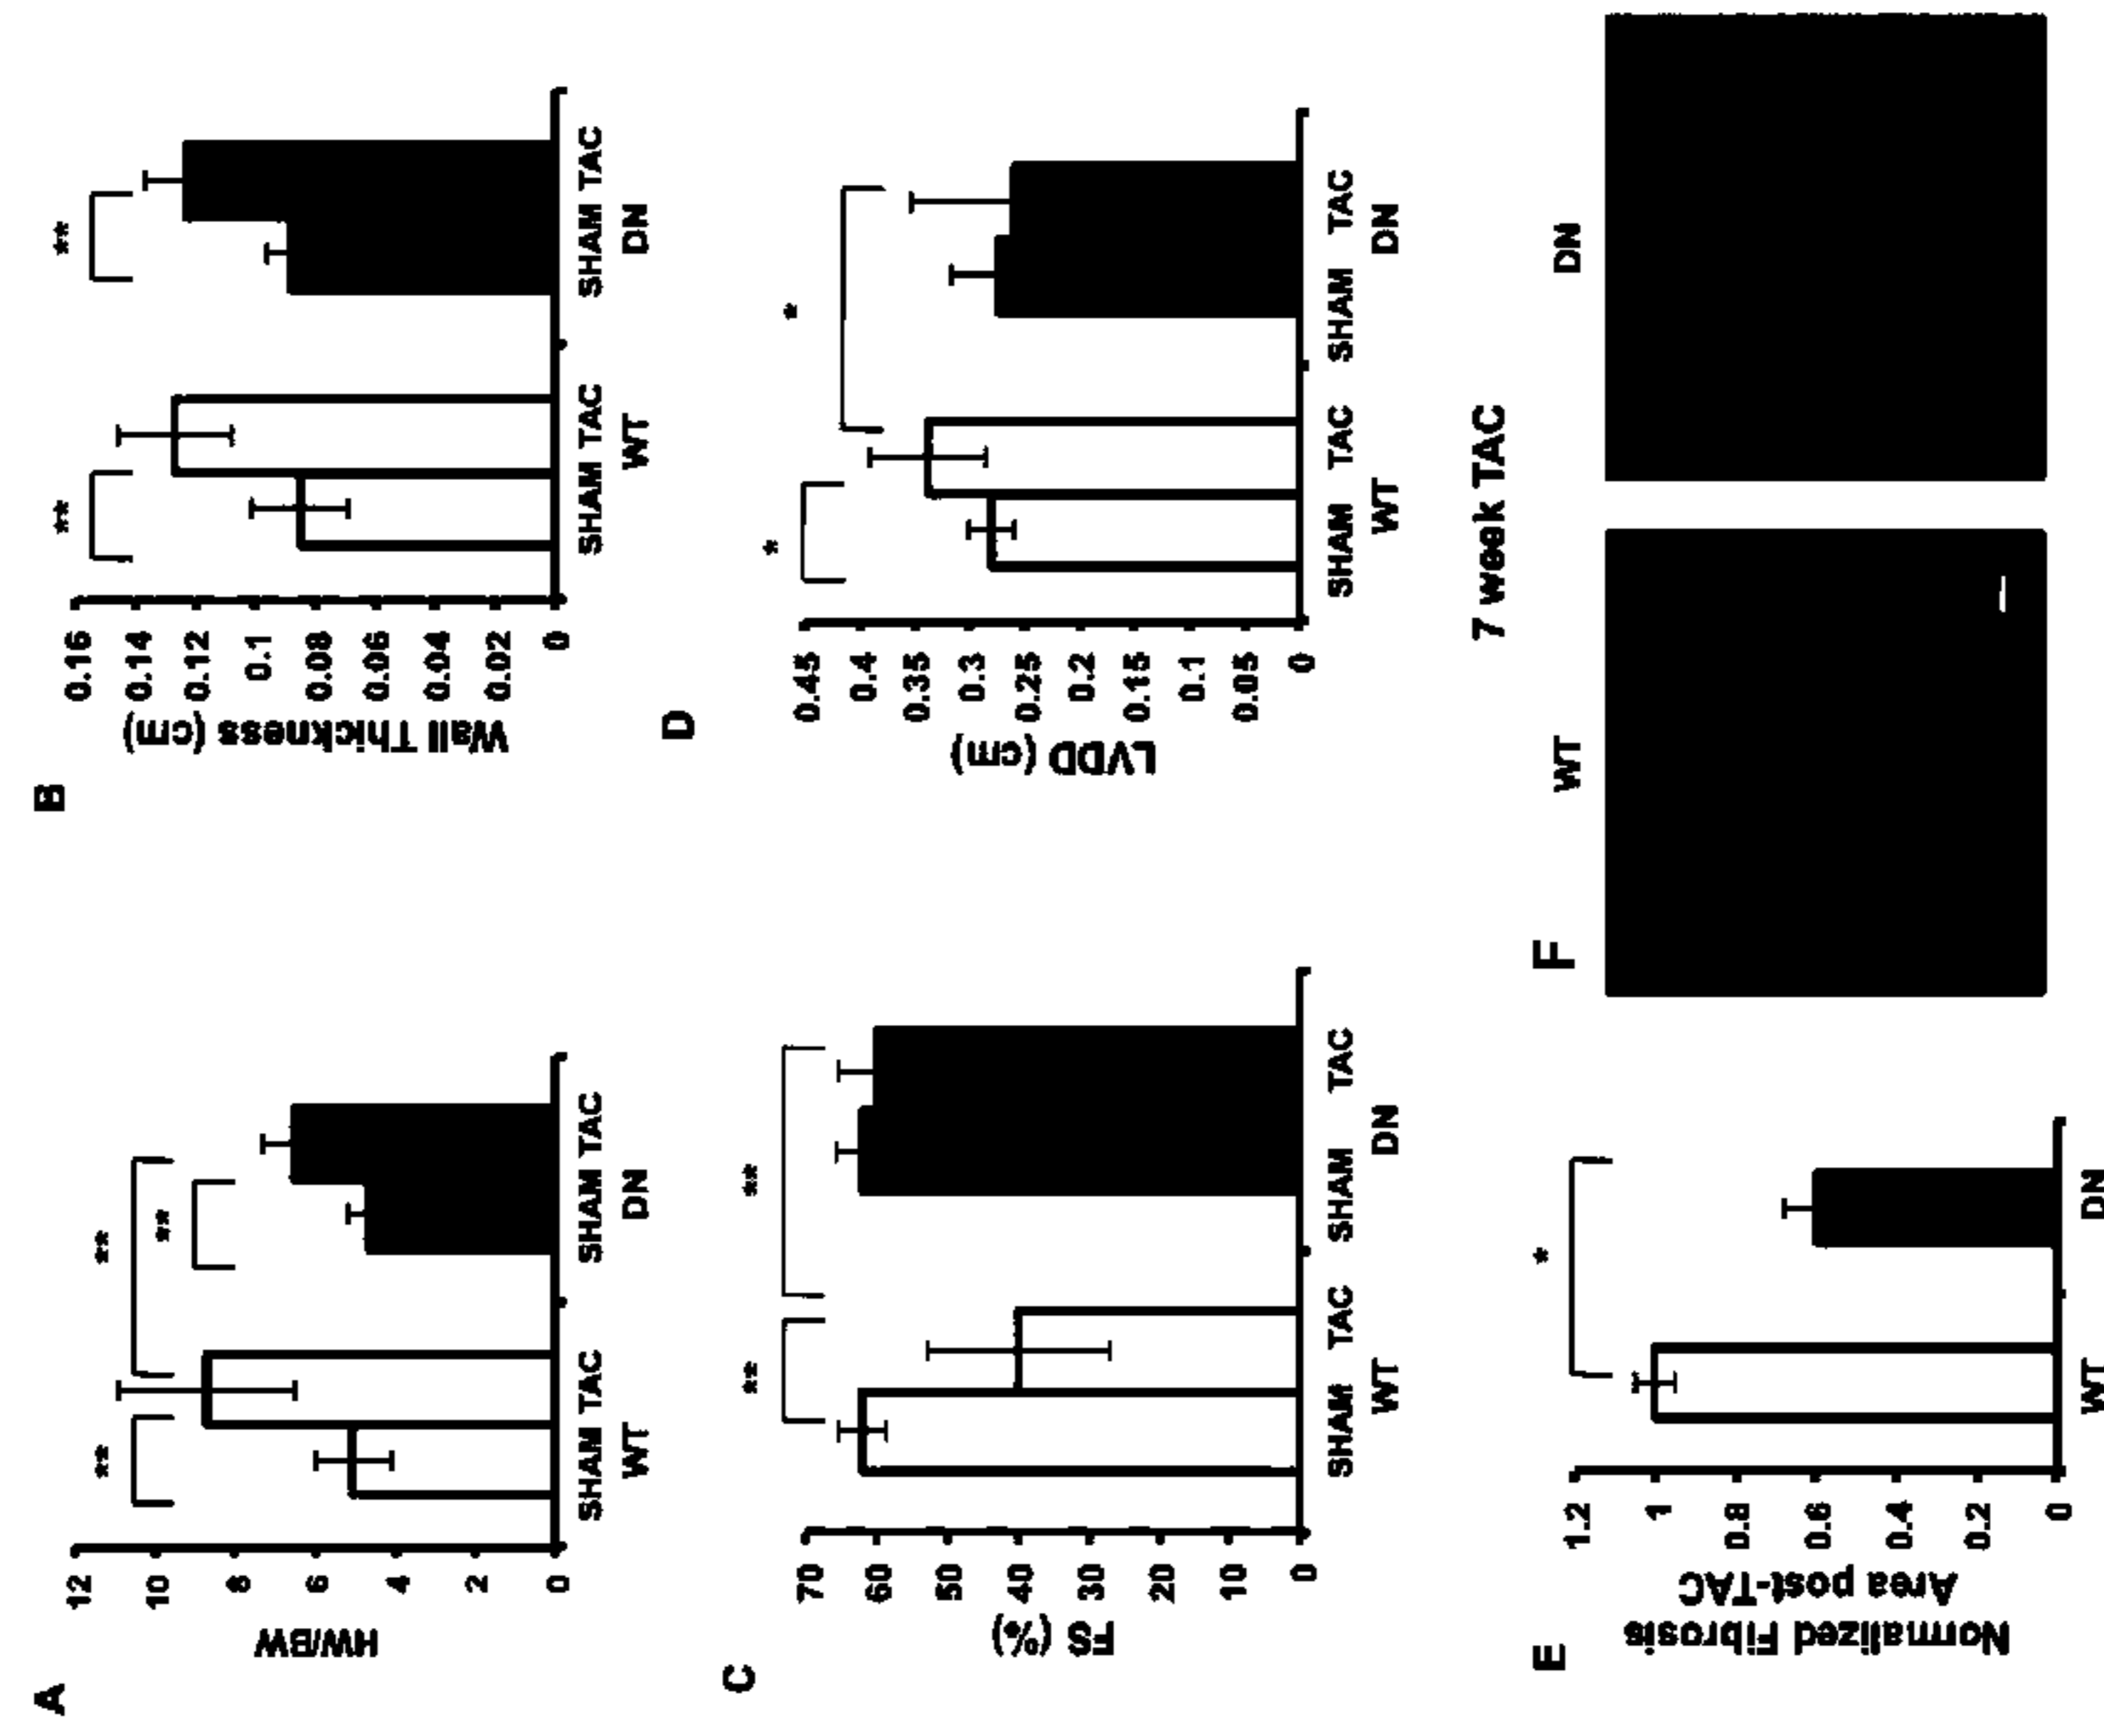 A
HW/BW
12
10
8
6
4
2
0
**
**
**
SHAM TAC SHAM TAC
WT DN
B
Wall Thickness (cm)
0.16
0.14
0.12
0.1
0.08
0.06
0.04
0.02
0
**
**
SHAM TAC SHAM TAC
WT DN
C
FS (%)
70
60
50
40
30
20
10
0
**
**
SHAM TAC SHAM TAC
WT DN
D
LVDD (cm)
0.45
0.4
0.35
0.3
0.25
0.2
0.15
0.1
0.05
0
*
*
SHAM TAC SHAM TAC
WT DN
E
Normalized Fibrosis
Area post-TAC
1.2
1
0.8
0.6
0.4
0.2
0
*
WT DN
7 week TAC
F
WT DN